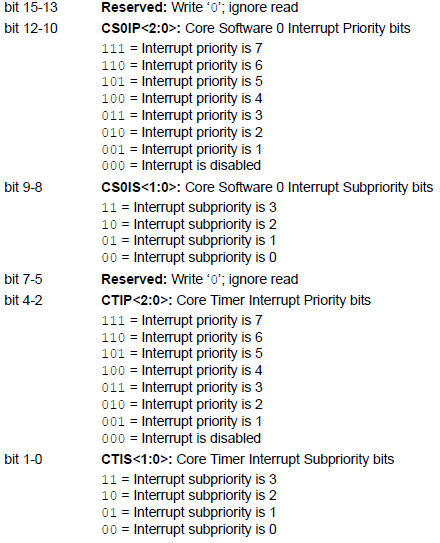 bit 15-13 Reserved: Write ‘0’; ignore read
bit 12-10 CS0IP<2:0>: Core Software 0 Interrupt Priority bits
111 = Interrupt priority is 7
110 = Interrupt priority is 6
101 = Interrupt priority is 5
100 = Interrupt priority is 4
011 = Interrupt priority is 3
010 = Interrupt priority is 2
001 = Interrupt priority is 1
000 = Interrupt is disabled
bit 9-8 CS0IS<1:0>: Core Software 0 Interrupt Subpriority bits
11 = Interrupt subpriority is 3
10 = Interrupt subpriority is 2
01 = Interrupt subpriority is 1
00 = Interrupt subpriority is 0
bit 7-5 Reserved: Write ‘0’; ignore read
bit 4-2 CTIP<2:0>: Core Timer Interrupt Priority bits
111 = Interrupt priority is 7
110 = Interrupt priority is 6
101 = Interrupt priority is 5
100 = Interrupt priority is 4
011 = Interrupt priority is 3
010 = Interrupt priority is 2
001 = Interrupt priority is 1
000 = Interrupt is disabled
bit 1-0 CTIS<1:0>: Core Timer Interrupt Subpriority bits
11 = Interrupt subpriority is 3
10 = Interrupt subpriority is 2
01 = Interrupt subpriority is 1
00 = Interrupt subpriority is 0